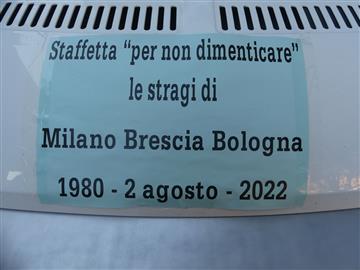 Staffetta “per non dimenticare”
le stragi di
Milano Brescia Bologna
1980 - 2 agosto - 2022